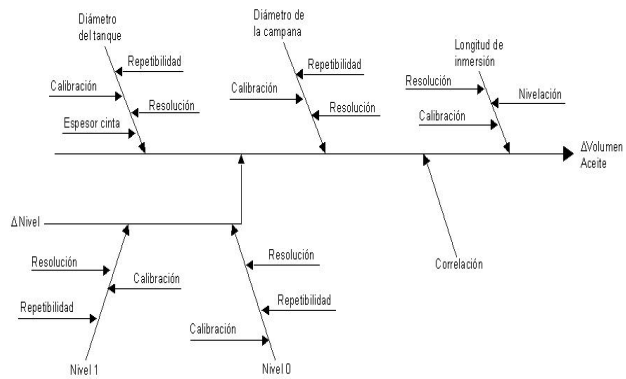 Diámetro
del tanque
Repetibilidad
Calibración
Resolución
Espesor cinta
Diámetro de
la campana
Repetibilidad
Calibración
Resolución
Longitud de
inmersión
Resolución
Nivelación
Calibración
ΔVolumen
Aceite
Δ Nivel
Resolución
Calibración
Repetibilidad
Nivel 1
Resolución
Repetibilidad
Calibración
Nivel 0
Correlación